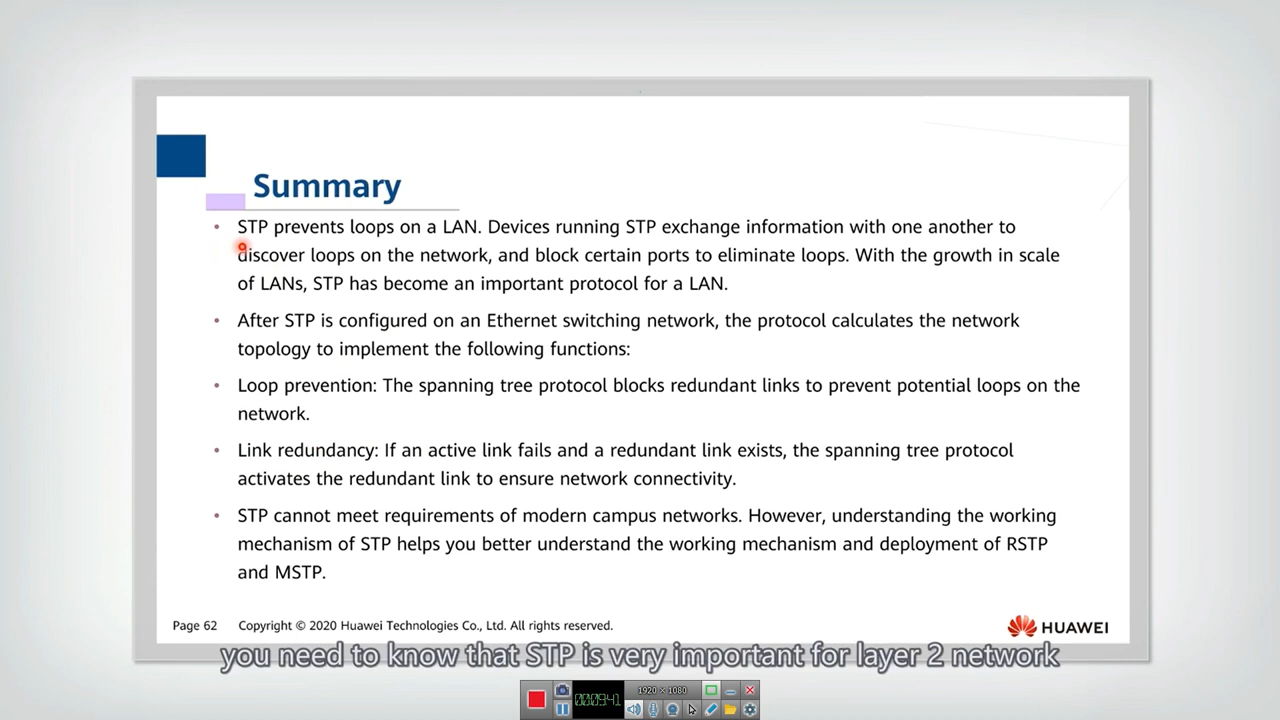 Summary
• STP prevents loops on a LAN. Devices running STP exchange information with one another to
discover loops on the network, and block certain ports to eliminate loops. With the growth in scale
of LANs, STP has become an important protocol for a LAN.
• After STP is configured on an Ethernet switching network, the protocol calculates the network
topology to implement the following functions:
• Loop prevention: The spanning tree protocol blocks redundant links to prevent potential loops on the
network.
• Link redundancy: If an active link fails and a redundant link exists, the spanning tree protocol
activates the redundant link to ensure network connectivity.
• STP cannot meet requirements of modern campus networks. However, understanding the working
mechanism of STP helps you better understand the working mechanism and deployment of RSTP
and MSTP.
Page 62 Copyright © 2020 Huawei Technologies Co., Ltd. All rights reserved.
HUAWEI
you need to know that STP is very important for layer 2 network
1920 × 1080